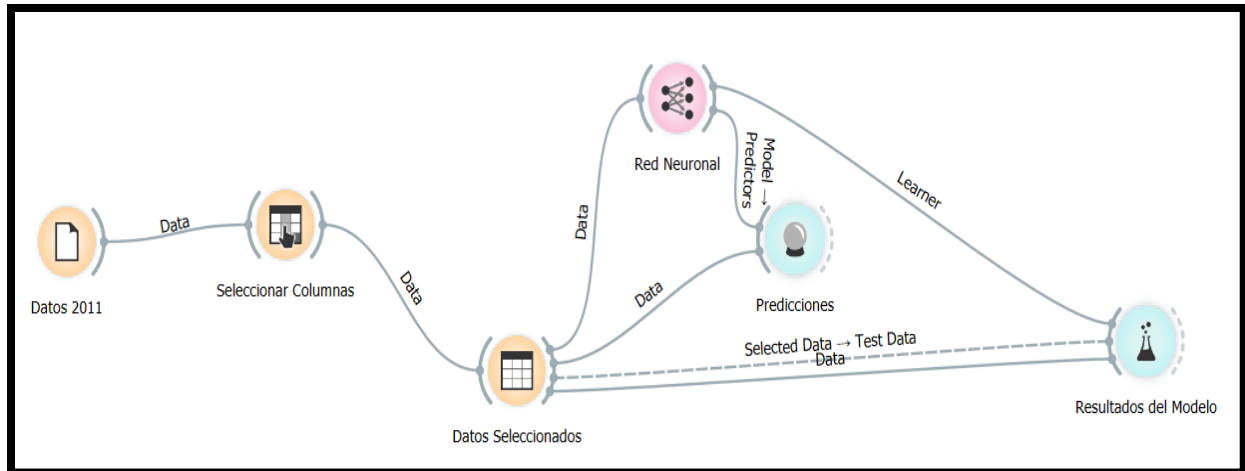 Red Neuronal
Model →
Predictors
Learner
Data
Data
Seleccionar Columnas
Datos 2011
Data
Data
Predicciones
Selected Data → Test Data
Data
Resultados del Modelo
Datos Seleccionados